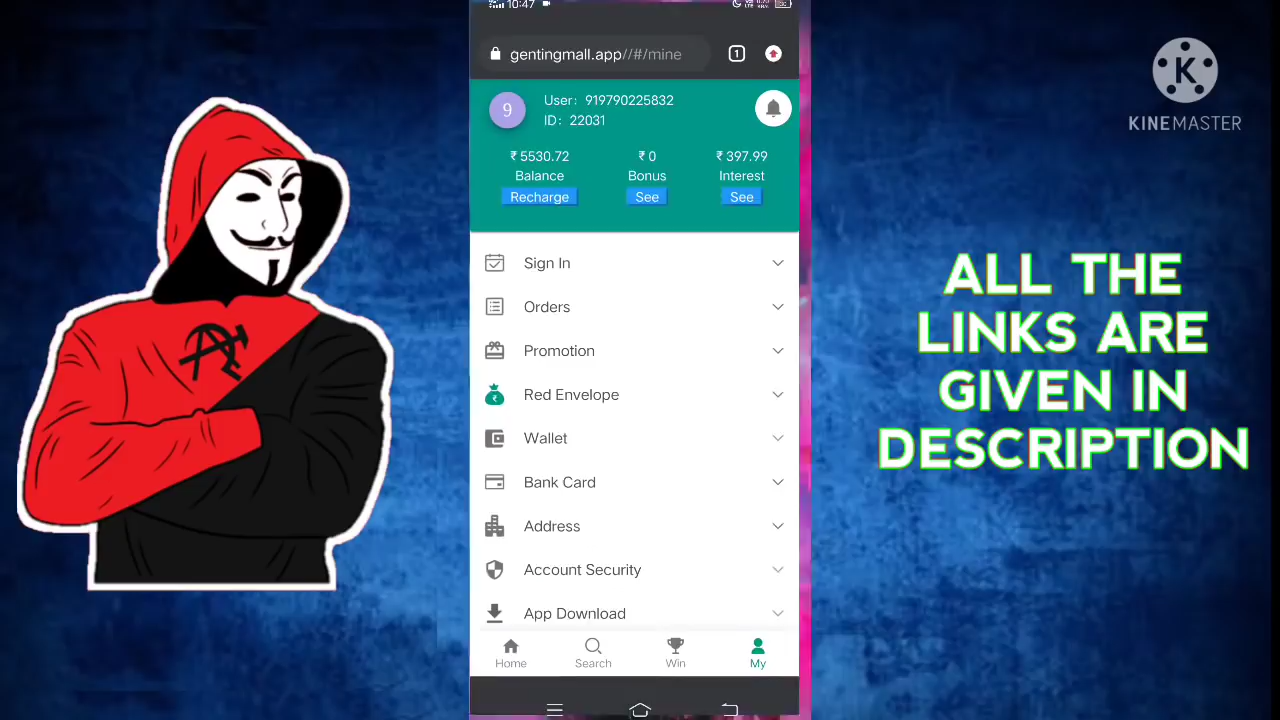 10:47
gentingmall.app//#/mine
1
9
User: 919790225832
ID: 22031
₹ 5530.72
₹ 0
₹ 397.99
Balance
Bonus
Interest
Recharge
See
See
Sign In
Orders
Promotion
Red Envelope
Wallet
Bank Card
Address
Account Security
App Download
Home
Search
Win
My
K
KINEMASTER
ALL THE
LINKS ARE
GIVEN IN
DESCRIPTION